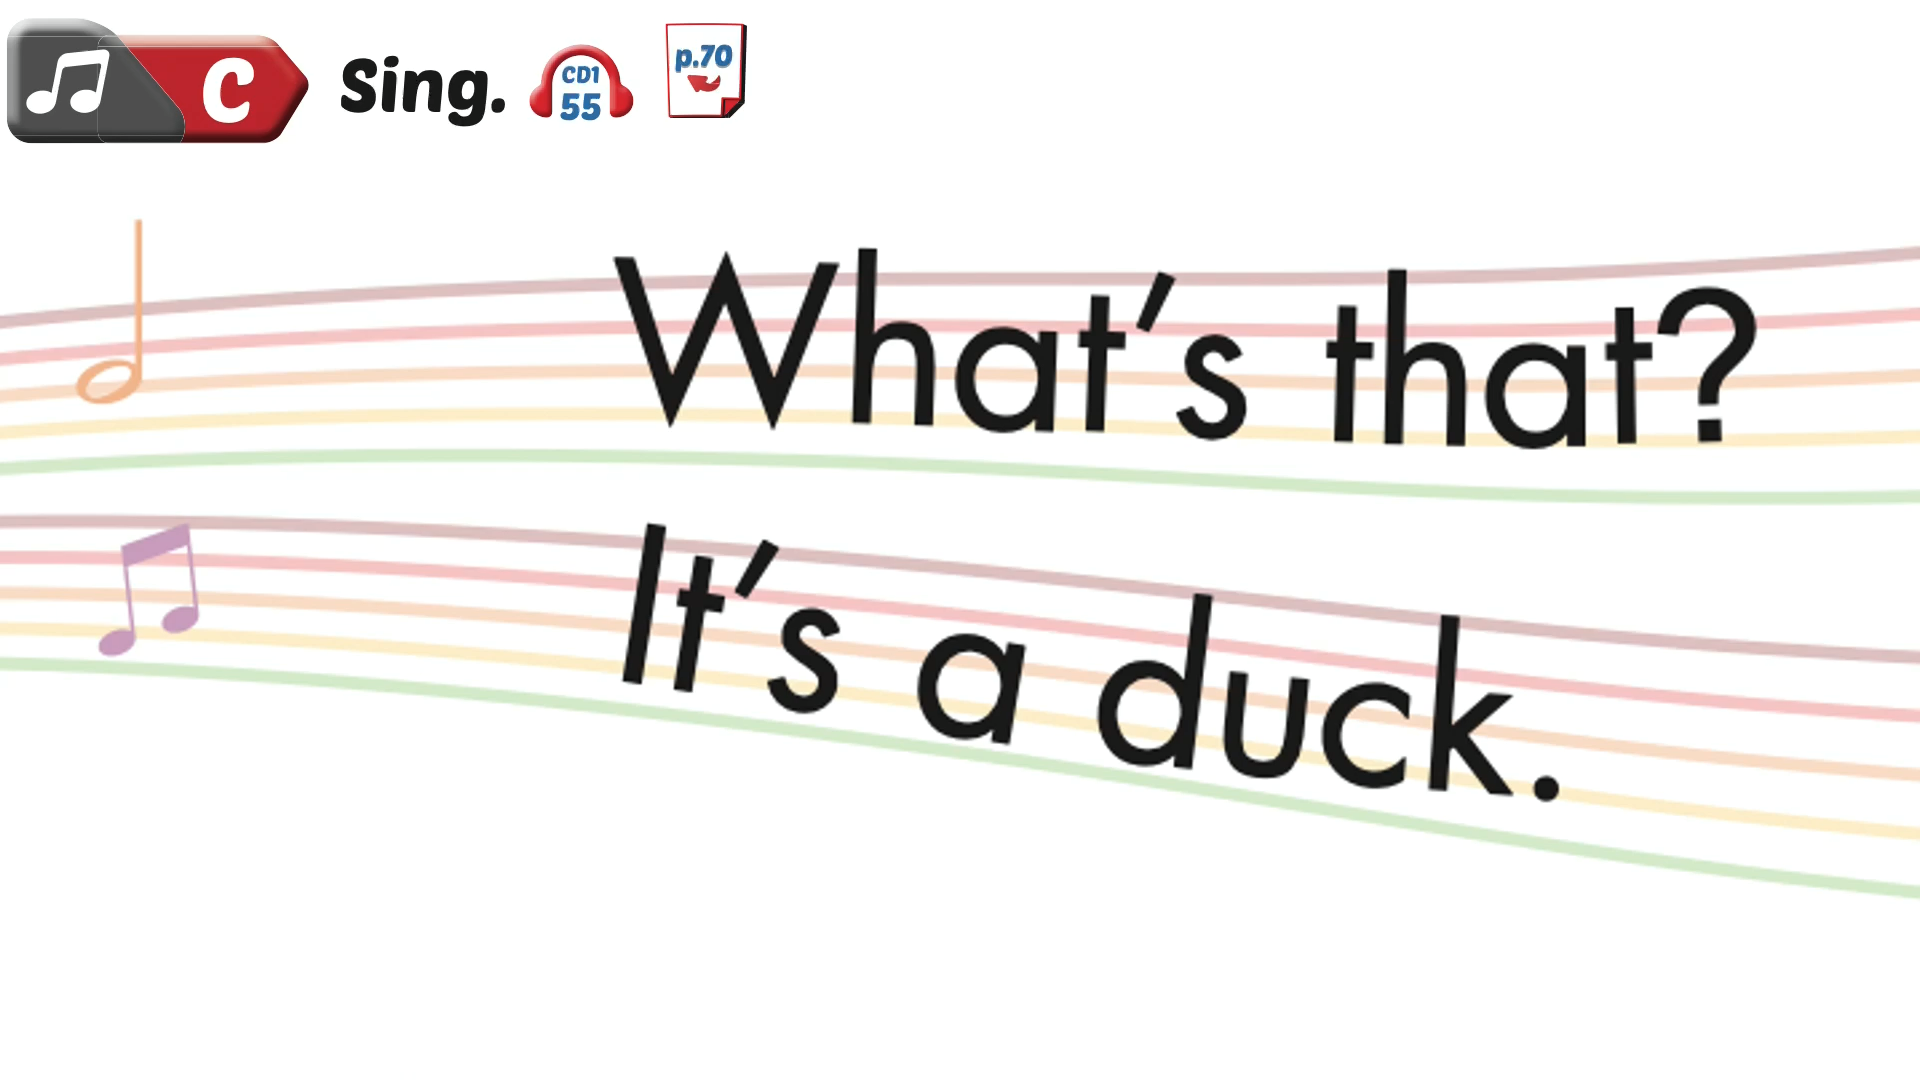 C Sing. CD1 55 p.70
What's that?
It's a duck.